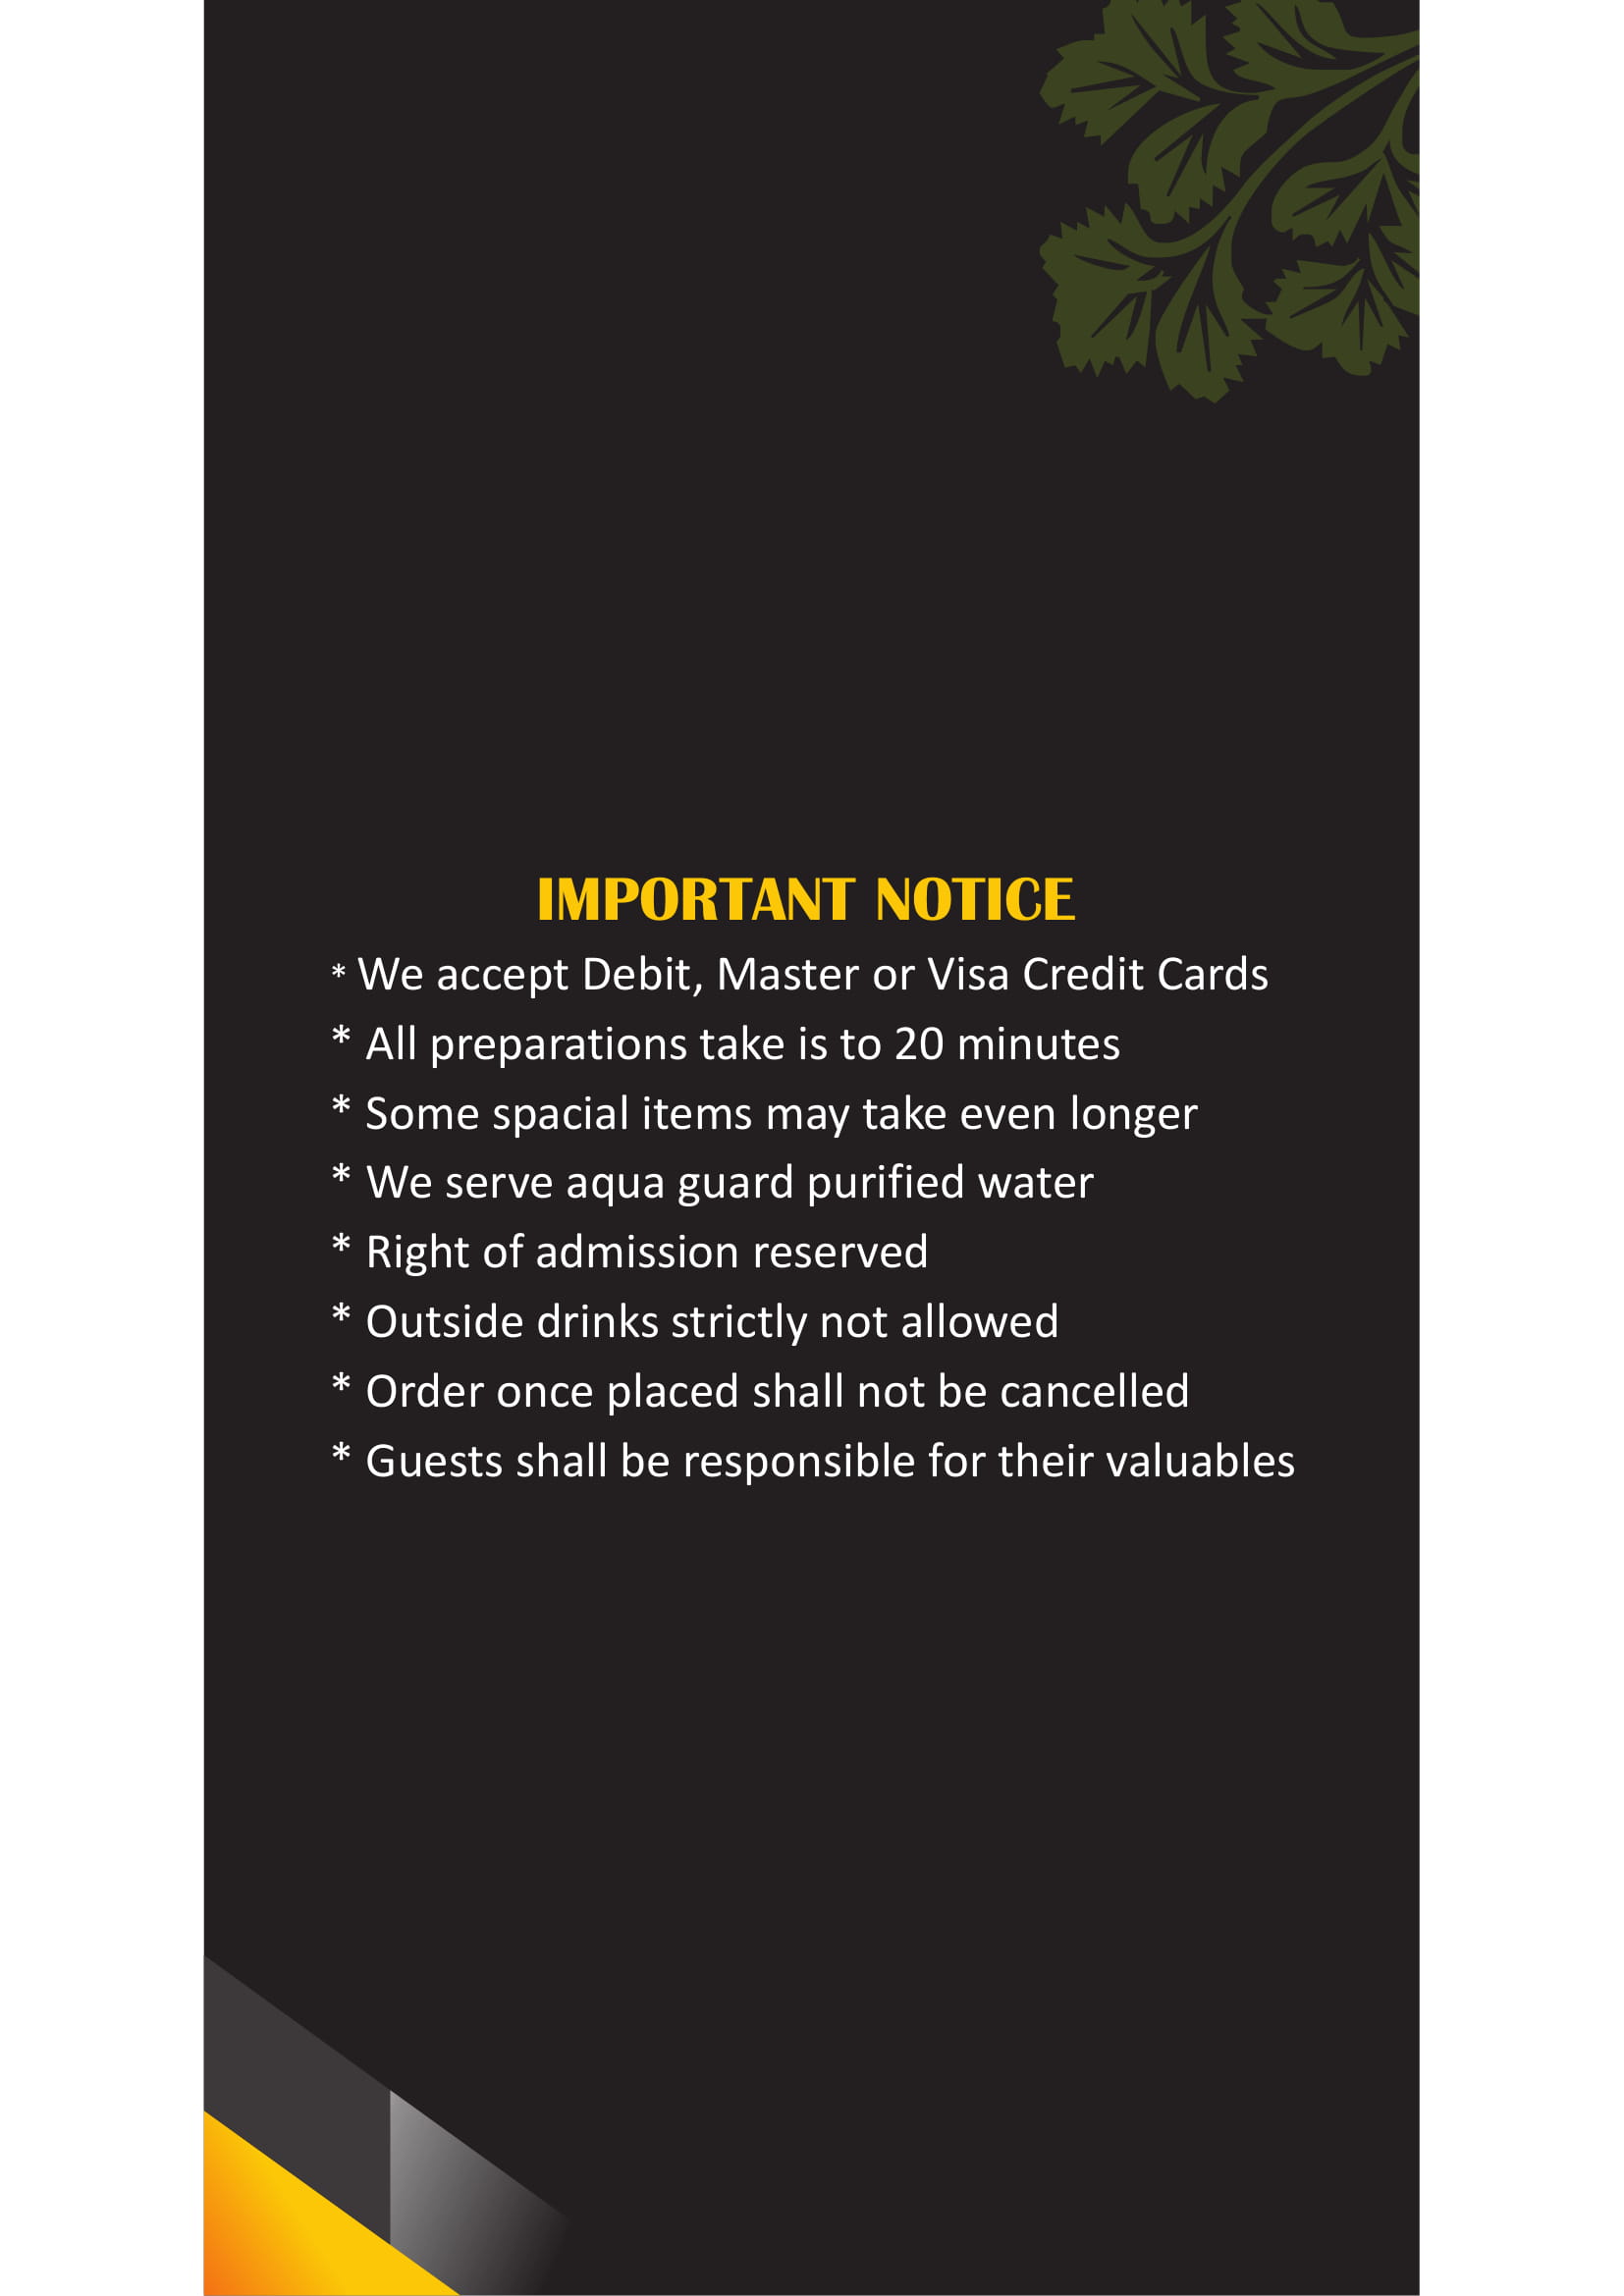 IMPORTANT NOTICE
* We accept Debit, Master or Visa Credit Cards
* All preparations take is to 20 minutes
* Some spacial items may take even longer
* We serve aqua guard purified water
* Right of admission reserved
* Outside drinks strictly not allowed
* Order once placed shall not be cancelled
* Guests shall be responsible for their valuables